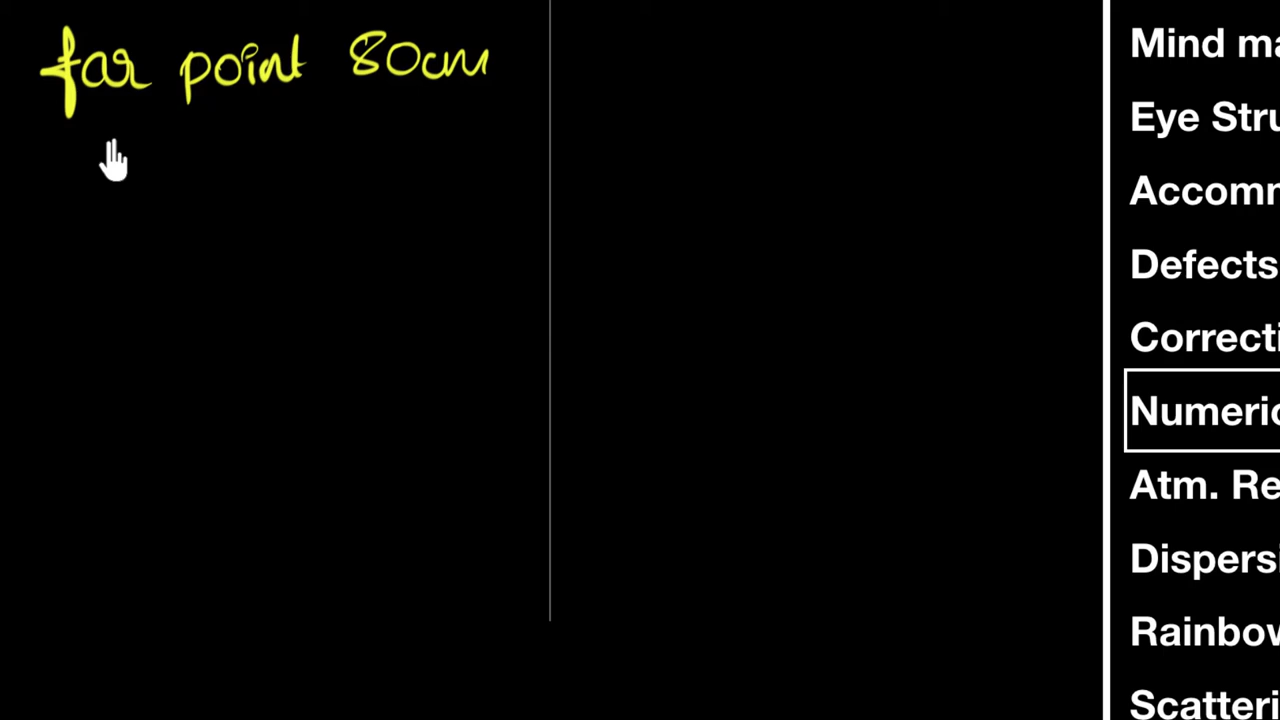 far point 80cm
Mind ma
Eye Stru
Accomm
Defects
Correcti
Numeric
Atm. Re
Dispersi
Rainbow
Scatteri